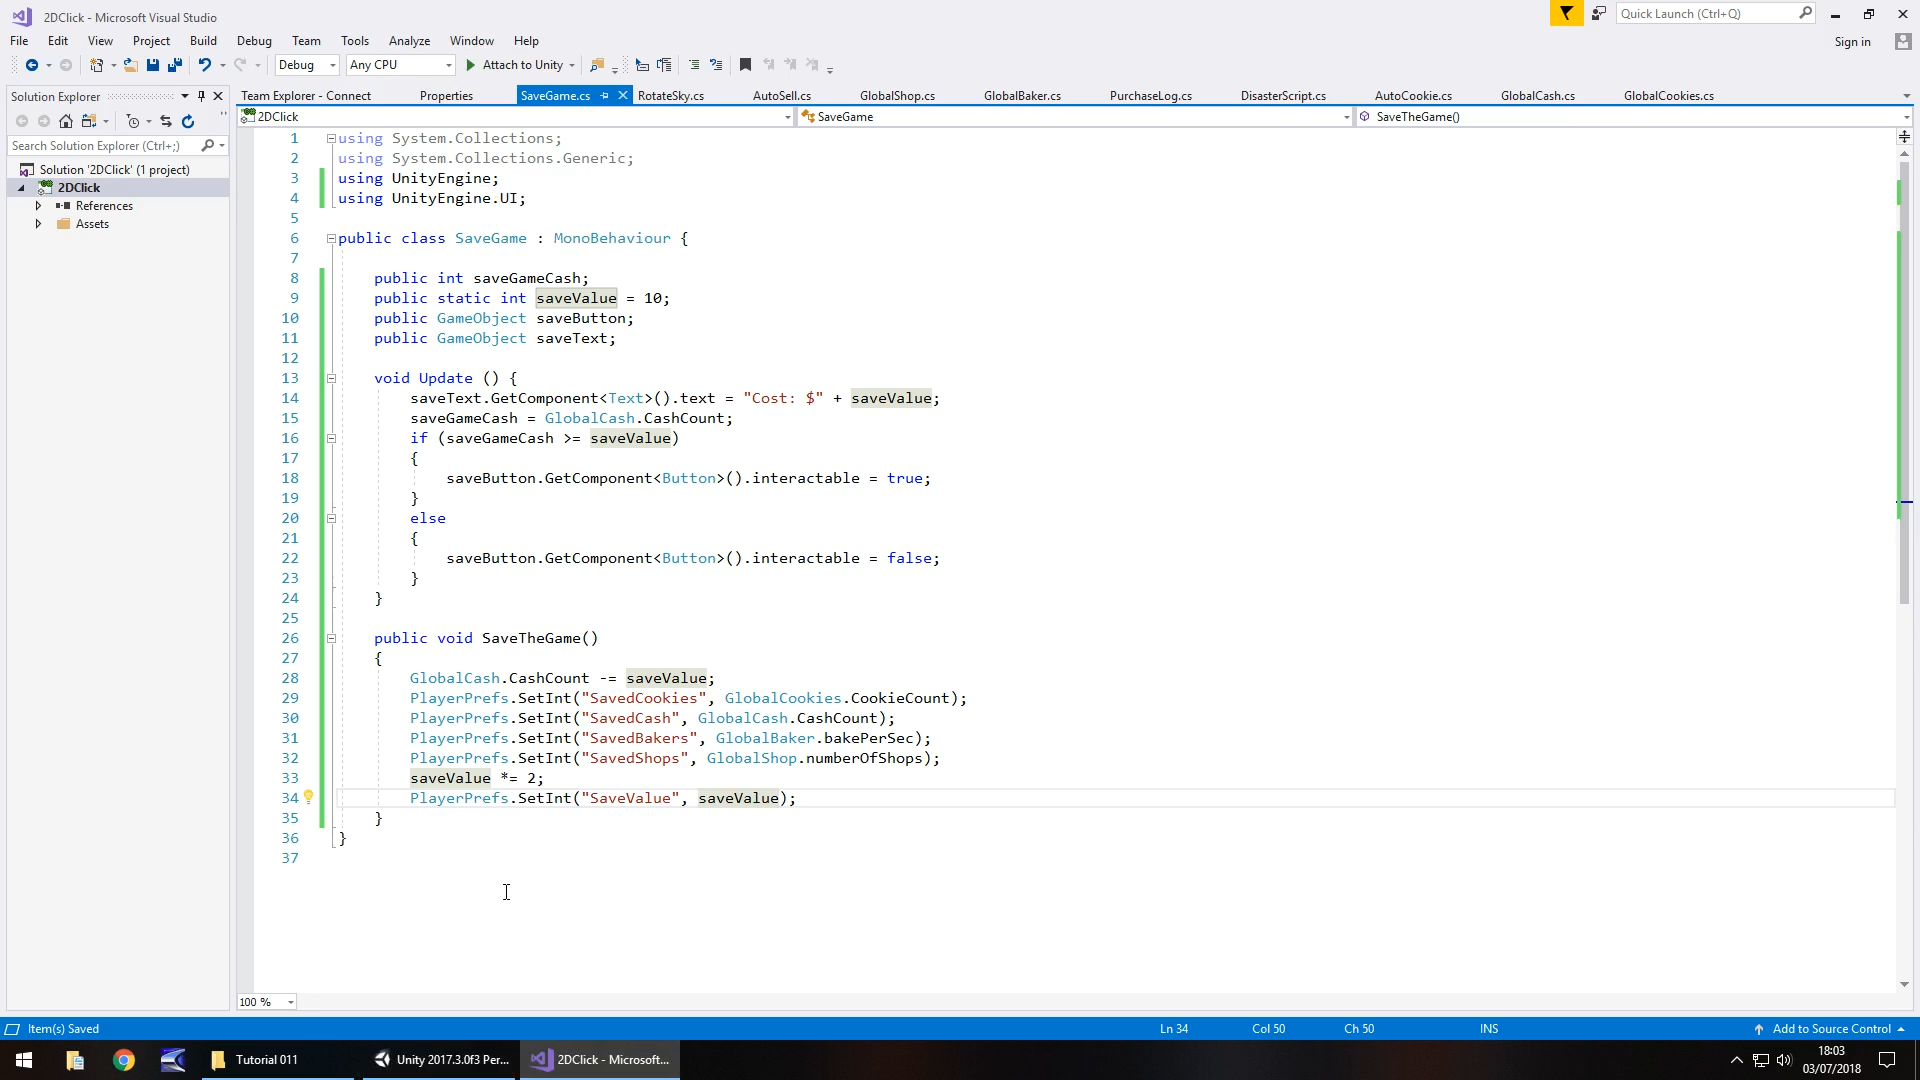 2DClick - Microsoft Visual Studio
Quick Launch (Ctrl+Q)
File Edit View Project Build Debug Team Tools Analyze Window Help
Sign in
Debug Any CPU Attach to Unity
Solution Explorer
Team Explorer - Connect Properties SaveGame.cs RotateSky.cs AutoSell.cs GlobalShop.cs GlobalBaker.cs PurchaseLog.cs DisasterScript.cs AutoCookie.cs GlobalCash.cs GlobalCookies.cs
2DClick SaveGame SaveTheGame()
Search Solution Explorer (Ctrl+;)
Solution '2DClick' (1 project)
2DClick
References
Assets
1 using System.Collections;
2 using System.Collections.Generic;
3 using UnityEngine;
4 using UnityEngine.UI;
5
6 public class SaveGame : MonoBehaviour {
7
8 public int saveGameCash;
9 public static int saveValue = 10;
10 public GameObject saveButton;
11 public GameObject saveText;
12
13 void Update () {
14 saveText.GetComponent<Text>().text = "Cost: $" + saveValue;
15 saveGameCash = GlobalCash.CashCount;
16 if (saveGameCash >= saveValue)
17 {
18 saveButton.GetComponent<Button>().interactable = true;
19 }
20 else
21 {
22 saveButton.GetComponent<Button>().interactable = false;
23 }
24 }
25
26 public void SaveTheGame()
27 {
28 GlobalCash.CashCount -= saveValue;
29 PlayerPrefs.SetInt("SavedCookies", GlobalCookies.CookieCount);
30 PlayerPrefs.SetInt("SavedCash", GlobalCash.CashCount);
31 PlayerPrefs.SetInt("SavedBakers", GlobalBaker.bakePerSec);
32 PlayerPrefs.SetInt("SavedShops", GlobalShop.numberOfShops);
33 saveValue *= 2;
34 PlayerPrefs.SetInt("SaveValue", saveValue);
35 }
36 }
37
100 %
Item(s) Saved Ln 34 Col 50 Ch 50 INS Add to Source Control
Tutorial 011 Unity 2017.3.0f3 Per... 2DClick - Microsoft...
18:03
03/07/2018